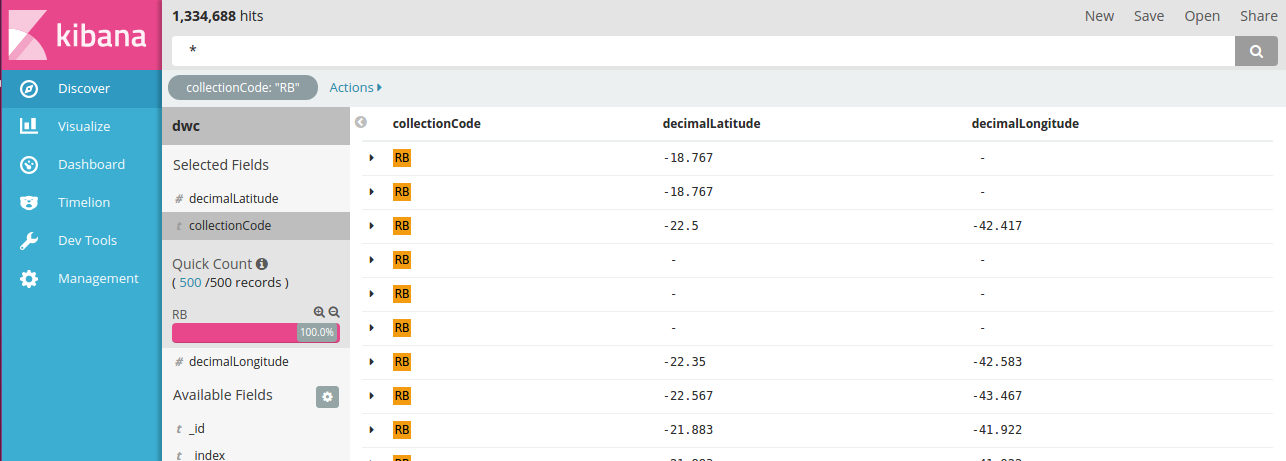 kibana
Discover
Visualize
Dashboard
Timelion
Dev Tools
Management
1,334,688 hits
New Save Open Share
*
collectionCode: "RB" Actions
dwc
Selected Fields
# decimalLatitude
t collectionCode
Quick Count
( 500 /500 records )
RB
100.0%
# decimalLongitude
Available Fields
t _id
t _index
collectionCode decimalLatitude decimalLongitude
RB -18.767 -
RB -18.767 -
RB -22.5 -42.417
RB - -
RB - -
RB - -
RB -22.35 -42.583
RB -22.567 -43.467
RB -21.883 -41.922